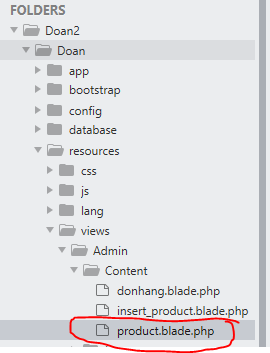 FOLDERS
Doan2
Doan
app
bootstrap
config
database
resources
css
js
lang
views
Admin
Content
donhang.blade.php
insert_product.blade.php
product.blade.php